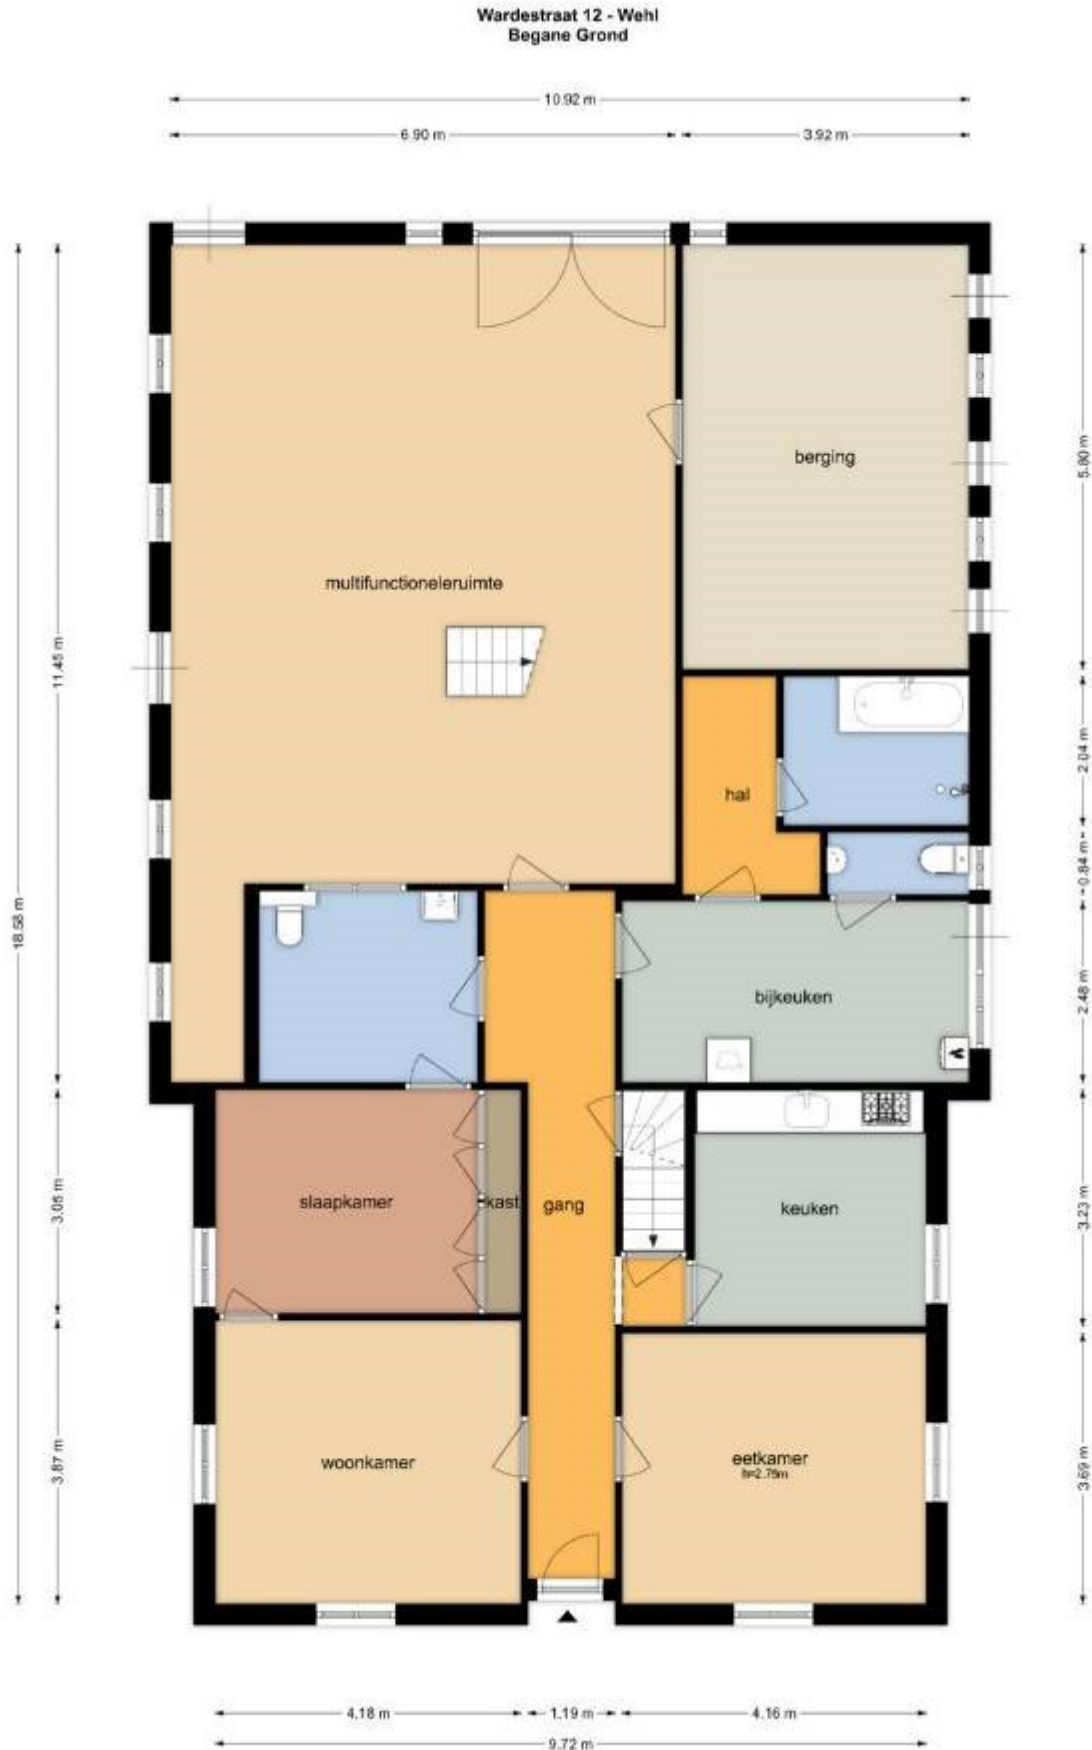 Wardestraat 12 - Wehl
Begane Grond
10.92 m
6.90 m
3.92 m
18.58 m
11.45 m
3.05 m
3.87 m
5.80 m
2.04 m
0.84 m
2.48 m
3.23 m
3.69 m
berging
multifunctioneleruimte
hal
bijkeuken
slaapkamer
kast
gang
keuken
woonkamer
eetkamer
h=2.79m
4.18 m
1.19 m
4.16 m
9.72 m